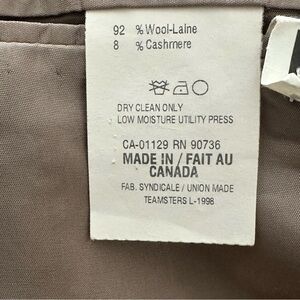 92 % Wool-Laine
8 % Cashmere
DRY CLEAN ONLY
LOW MOISTURE UTILITY PRESS
CA-01129 RN 90736
MADE IN / FAIT AU
CANADA
FAB. SYNDICALE / UNION MADE
TEAMSTERS L-1998